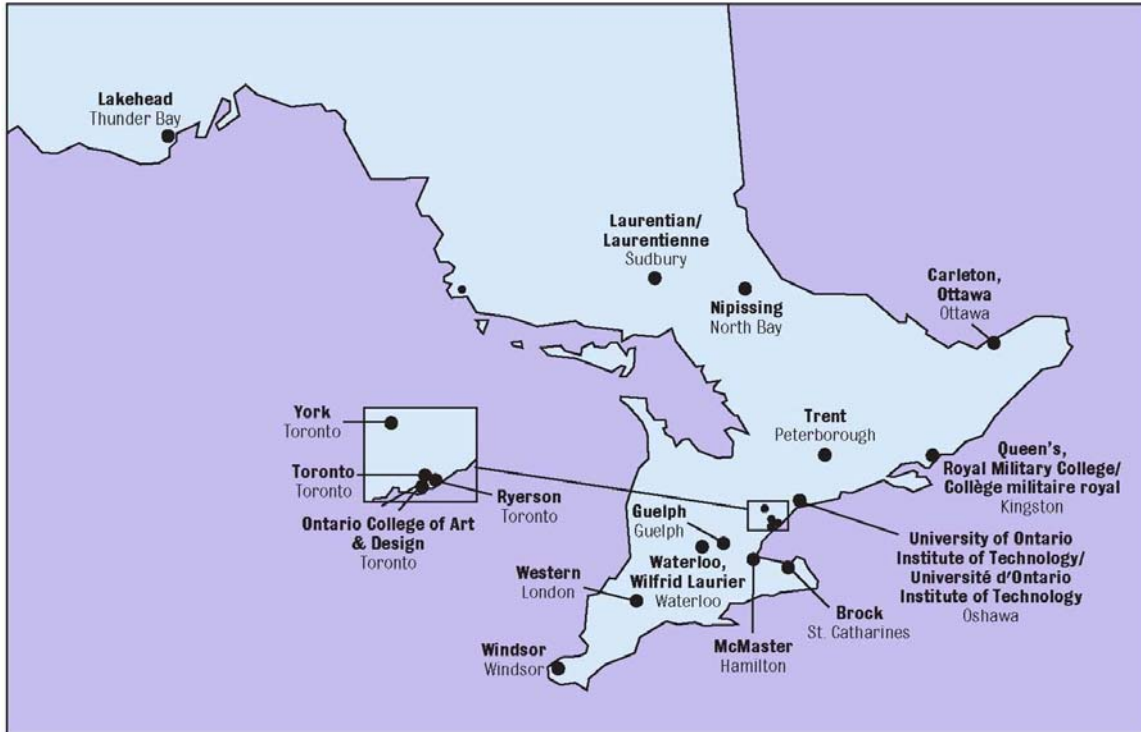 Lakehead
Thunder Bay
Laurentian/
Laurentienne
Sudbury
Nipissing
North Bay
Carleton,
Ottawa
Ottawa
York
Toronto
Toronto
Toronto
Ryerson
Toronto
Ontario College of Art
& Design
Toronto
Trent
Peterborough
Queen's,
Royal Military College/
Collège militaire royal
Kingston
Guelph
Guelph
Waterloo,
Wilfrid Laurier
Waterloo
University of Ontario
Institute of Technology/
Université d'Ontario
Institute of Technology
Oshawa
Western
London
Brock
St. Catharines
McMaster
Hamilton
Windsor
Windsor